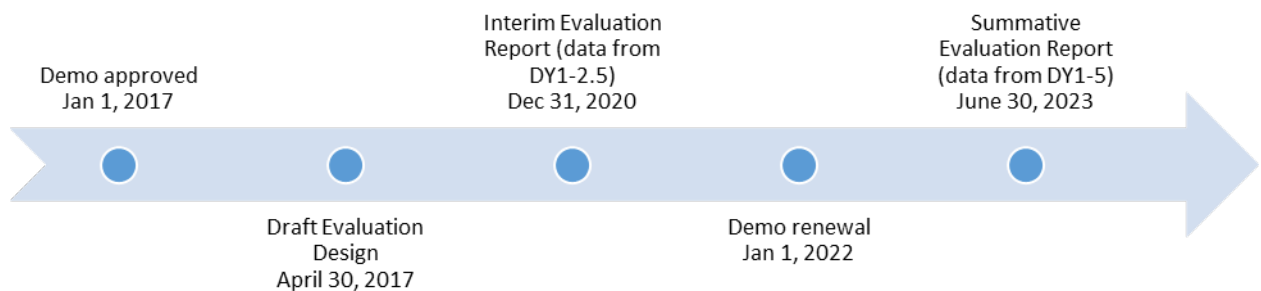 Demo approved
Jan 1, 2017
Draft Evaluation
Design
April 30, 2017
Interim Evaluation
Report (data from
DY1-2.5)
Dec 31, 2020
Demo renewal
Jan 1, 2022
Summative
Evaluation Report
(data from DY1-5)
June 30, 2023